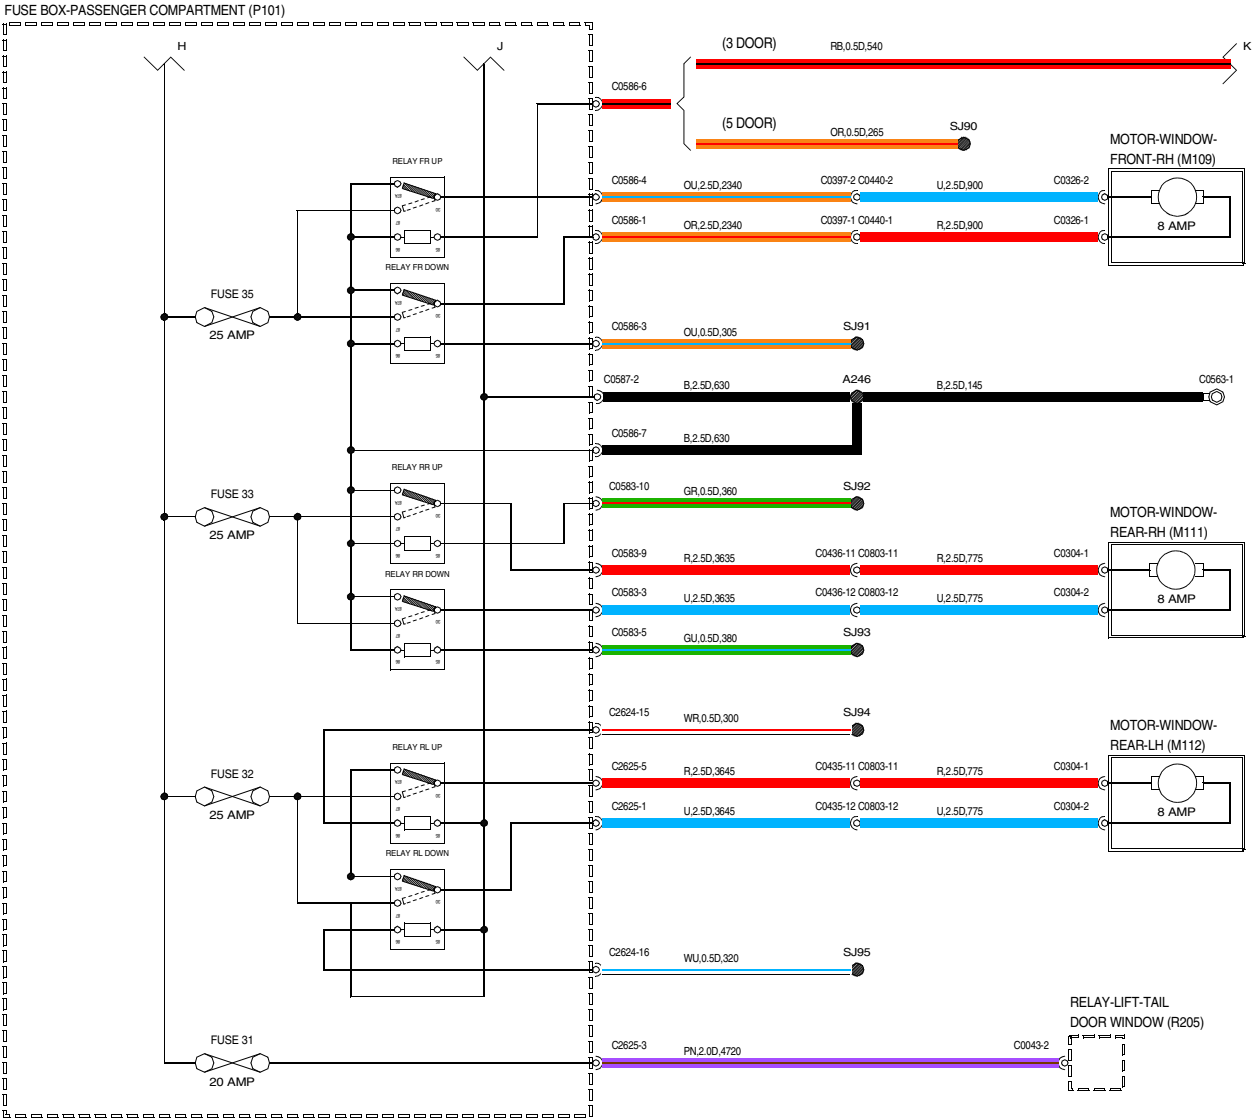 FUSE BOX-PASSENGER COMPARTMENT (P101)
H
J
(3 DOOR)
RB,0.5D,540
K
C0586-6
(5 DOOR)
OR,0.5D,265
SJ90
MOTOR-WINDOW-
FRONT-RH (M109)
RELAY FR UP
C0586-4
OU,2.5D,2340
C0397-2 C0440-2
U,2.5D,900
C0326-2
C0586-1
OR,2.5D,2340
C0397-1 C0440-1
R,2.5D,900
C0326-1
8 AMP
RELAY FR DOWN
FUSE 35
25 AMP
C0586-3
OU,0.5D,305
SJ91
C0587-2
B,2.5D,630
A246
B,2.5D,145
C0563-1
C0586-7
B,2.5D,630
RELAY RR UP
C0583-10
GR,0.5D,360
SJ92
FUSE 33
25 AMP
MOTOR-WINDOW-
REAR-RH (M111)
C0583-9
R,2.5D,3635
C0436-11 C0803-11
R,2.5D,775
C0304-1
RELAY RR DOWN
C0583-3
U,2.5D,3635
C0436-12 C0803-12
U,2.5D,775
C0304-2
8 AMP
C0583-5
GU,0.5D,380
SJ93
C2624-15
WR,0.5D,300
SJ94
MOTOR-WINDOW-
REAR-LH (M112)
RELAY RL UP
C2625-5
R,2.5D,3645
C0435-11 C0803-11
R,2.5D,775
C0304-1
FUSE 32
25 AMP
C2625-1
U,2.5D,3645
C0435-12 C0803-12
U,2.5D,775
C0304-2
8 AMP
RELAY RL DOWN
C2624-16
WU,0.5D,320
SJ95
RELAY-LIFT-TAIL
DOOR WINDOW (R205)
FUSE 31
20 AMP
C2625-3
PN,2.0D,4720
C0043-2